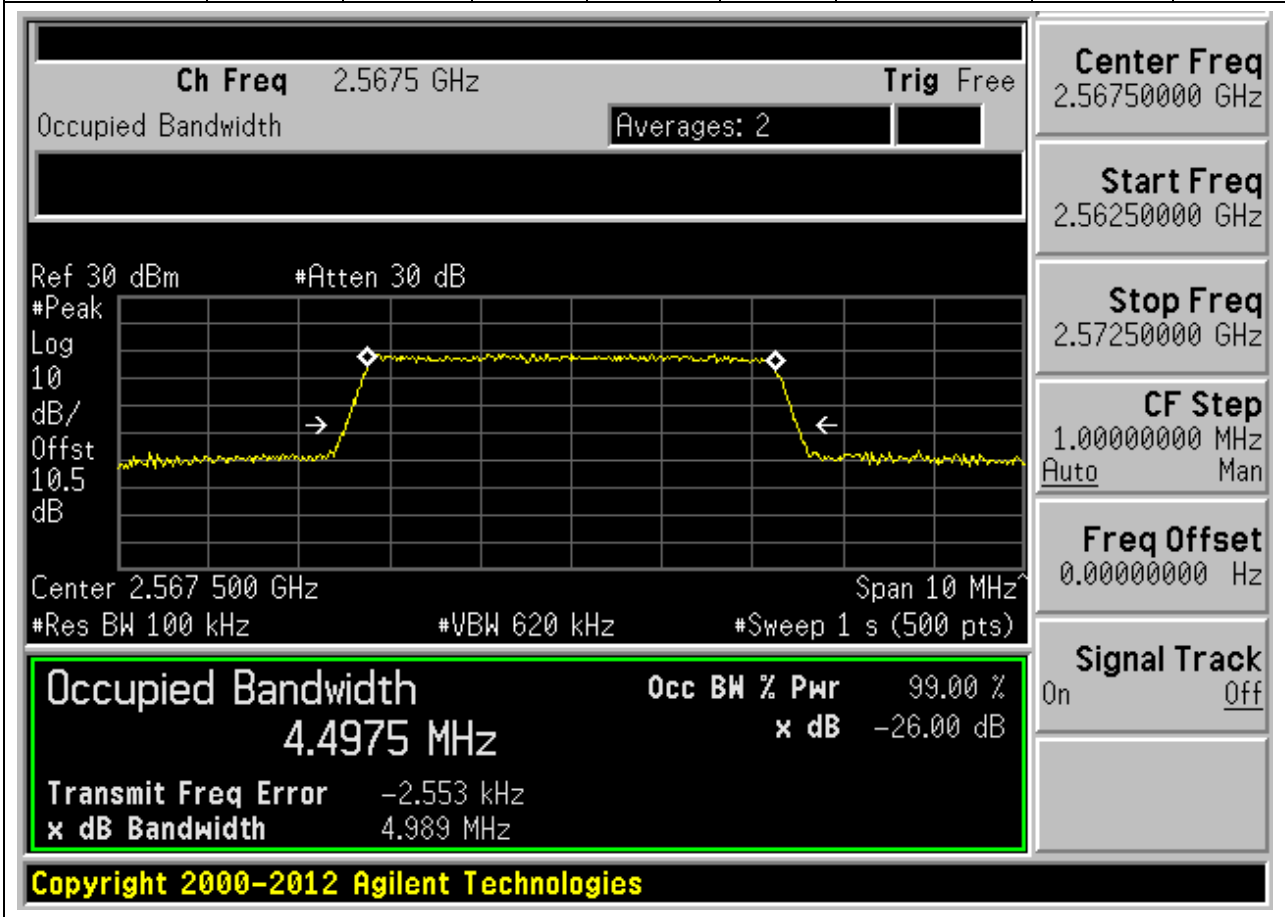 Ch Freq 2.5675 GHz Trig Free
Occupied Bandwidth Averages: 2
Ref 30 dBm #Atten 30 dB
#Peak
Log
10
dB/
Offst
10.5
dB
Center 2.567 500 GHz Span 10 MHz^
#Res BW 100 kHz #VBW 620 kHz #Sweep 1 s (500 pts)
Occupied Bandwidth Occ BW % Pwr 99.00 %
4.4975 MHz x dB -26.00 dB
Transmit Freq Error -2.553 kHz
x dB Bandwidth 4.989 MHz
Copyright 2000-2012 Agilent Technologies
Center Freq
2.56750000 GHz
Start Freq
2.56250000 GHz
Stop Freq
2.57250000 GHz
CF Step
1.00000000 MHz
Auto Man
Freq Offset
0.00000000 Hz
Signal Track
On Off